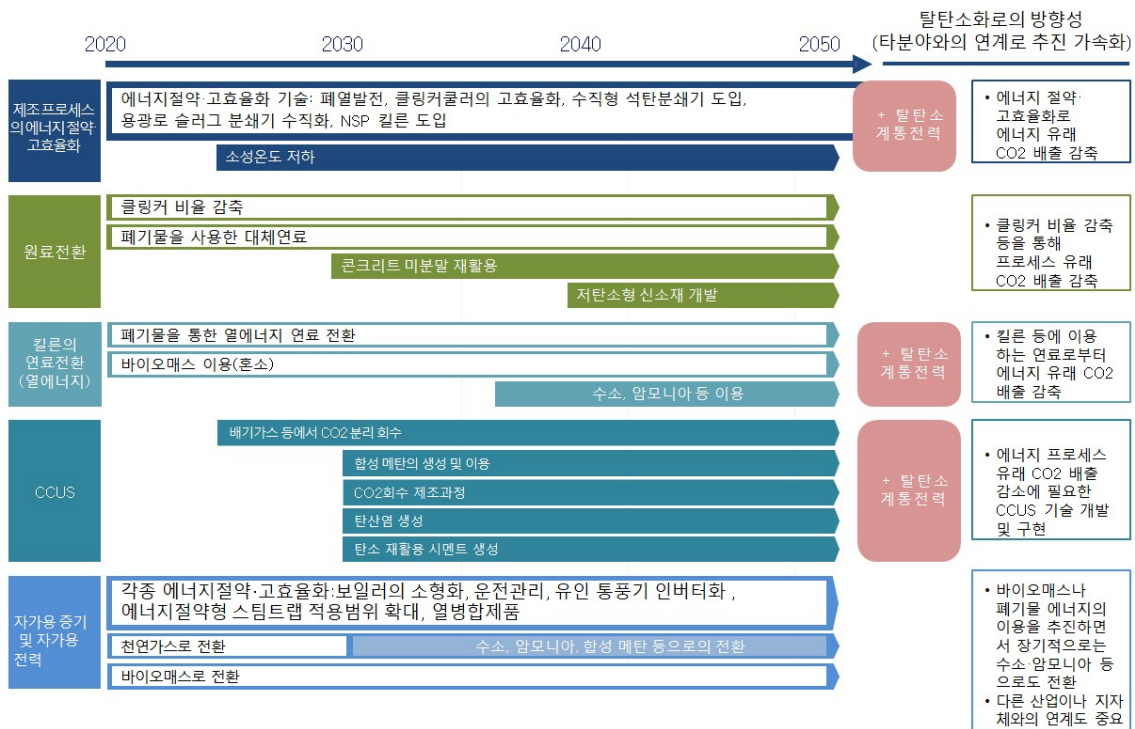 탈탄소화로의 방향성
2020 2030 2040 2050 (타분야와의 연계로 추진 가속화)
제조프로세스
의에너지절약·
고효율화
에너지절약·고효율화 기술: 폐열발전, 클링커쿨러의 고효율화, 수직형 석탄분쇄기 도입,
용광로 슬러그 분쇄기 수직화, NSP 킬른 도입
소성온도 저하
+ 탈탄소
계통전력
• 에너지 절약·
고효율화로
에너지 유래
CO2 배출 감축
원료전환
클링커 비율 감축
폐기물을 사용한 대체연료
콘크리트 미분말 재활용
저탄소형 신소재 개발
• 클링커 비율 감축
등을 통해
프로세스 유래
CO2 배출 감축
킬른의
연료전환
(열에너지)
폐기물을 통한 열에너지 연료 전환
바이오매스 이용(혼소)
수소, 암모니아 등 이용
+ 탈탄소
계통전력
• 킬른 등에 이용
하는 연료로부터
에너지 유래 CO2
배출 감축
CCUS
배기가스 등에서 CO2 분리 회수
합성 메탄의 생성 및 이용
CO2회수 제조과정
탄산염 생성
탄소 재활용 시멘트 생성
+ 탈탄소
계통전력
• 에너지 프로세스
유래 CO2 배출
감소에 필요한
CCUS 기술 개발
및 구현
자가용 증기
및 자가용
전력
각종 에너지절약·고효율화:보일러의 소형화, 운전관리, 유인 통풍기 인버터화 ,
에너지절약형 스팀트랩 적용범위 확대, 열병합제품
천연가스로 전환
수소, 암모니아, 합성 메탄 등으로의 전환
바이오매스로 전환
• 바이오매스나
폐기물 에너지의
이용을 추진하면
서 장기적으로는
수소·암모니아 등
으로도 전환
• 다른 산업이나 지자
체와의 연계도 중요